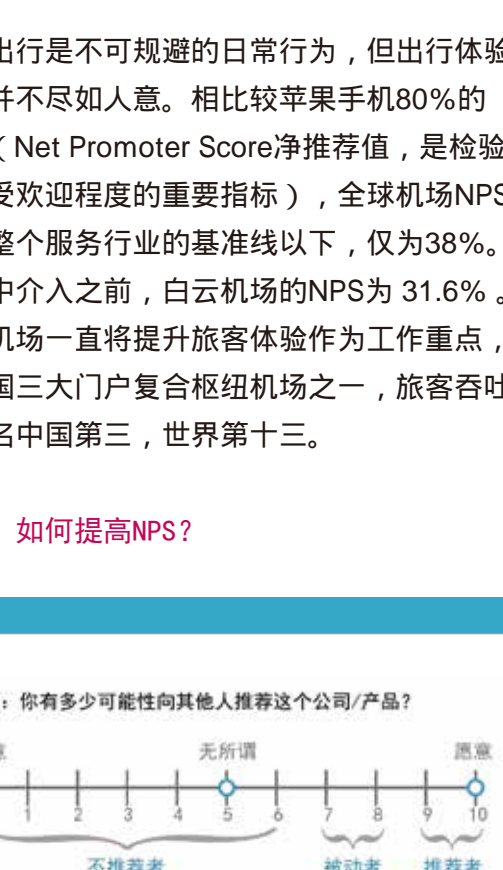 出行是不可规避的日常行为，但出行体验
并不尽如人意。相比较苹果手机80%的
（Net Promoter Score净推荐值，是检验
受欢迎程度的重要指标），全球机场NPS
整个服务行业的基准线以下，仅为38%。
中介入之前，白云机场的NPS为 31.6% 。
机场一直将提升旅客体验作为工作重点，
国三大门户复合枢纽机场之一，旅客吞吐
名中国第三，世界第十三。
如何提高NPS？
：你有多少可能性向其他人推荐这个公司/产品？
意 无所谓 愿意
1 2 3 4 5 6 7 8 9 10
不推荐者 被动者 推荐者